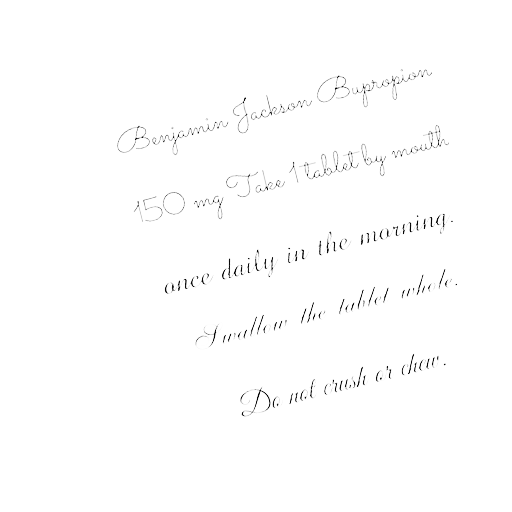 Benjamin Jackson Bupropion
150 mg Take 1 tablet by mouth
once daily in the morning.
Swallow the tablet whole.
Do not crush or chew.